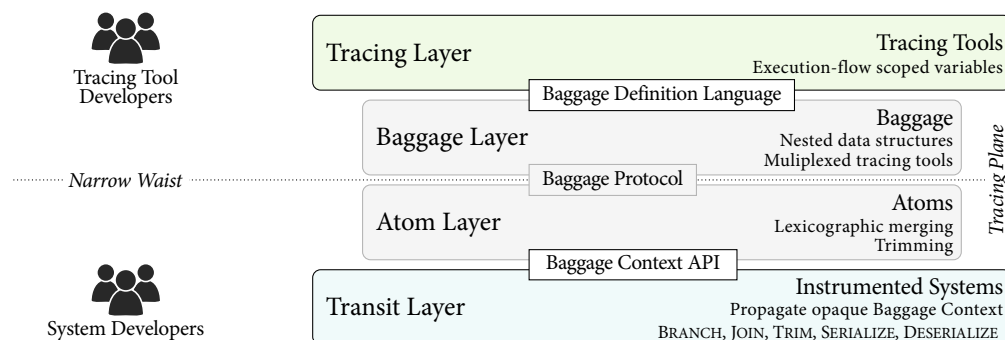 Tracing Tool
Developers
Tracing Layer
Tracing Tools
Execution-flow scoped variables
Baggage Definition Language
Baggage Layer
Baggage
Nested data structures
Muliplexed tracing tools
Narrow Waist
Baggage Protocol
Tracing Plane
Atom Layer
Atoms
Lexicographic merging
Trimming
Baggage Context API
System Developers
Transit Layer
Instrumented Systems
Propagate opaque Baggage Context
BRANCH, JOIN, TRIM, SERIALIZE, DESERIALIZE